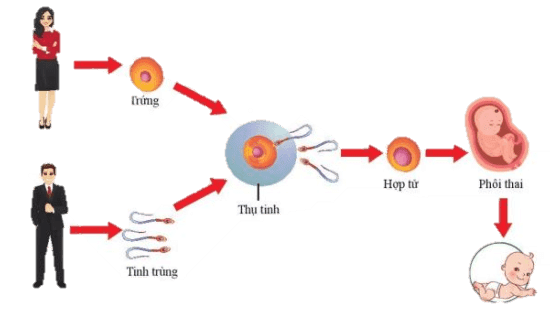 Trứng
Thụ tinh
Hợp tử
Phôi thai
Tinh trùng